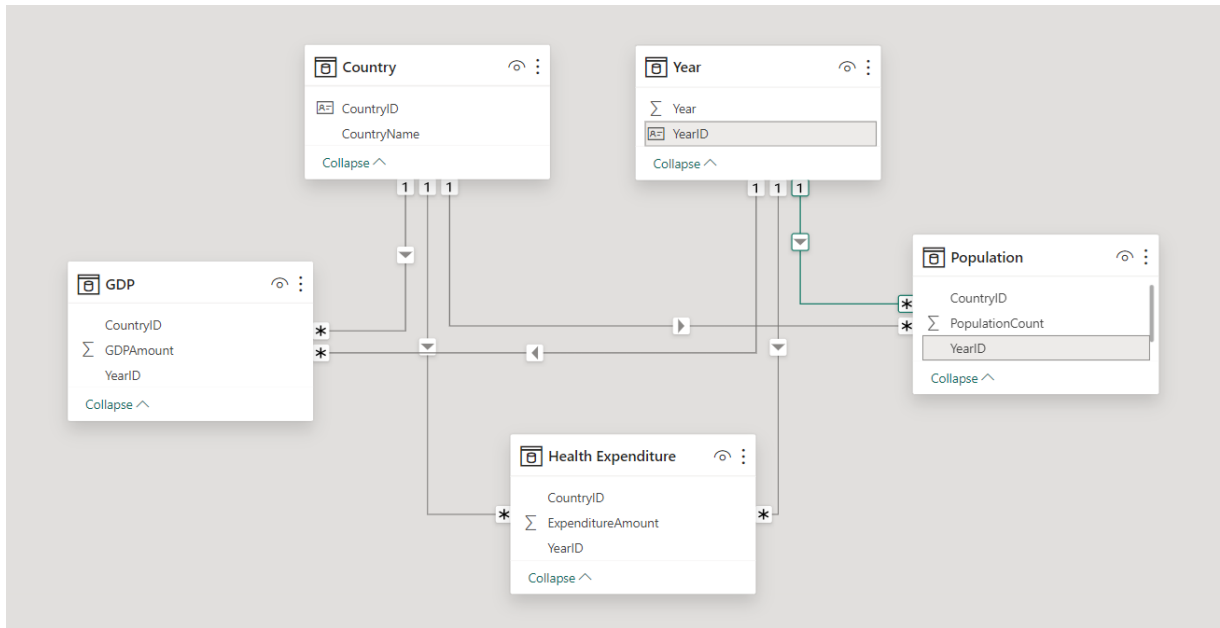 Country
CountryID
CountryName
Collapse
1 1 1
Year
Year
YearID
Collapse
1 1 1
GDP
CountryID
GDPAmount
YearID
Collapse
*
*
Population
CountryID
PopulationCount
YearID
Collapse
*
*
Health Expenditure
CountryID
ExpenditureAmount
YearID
Collapse
*
*